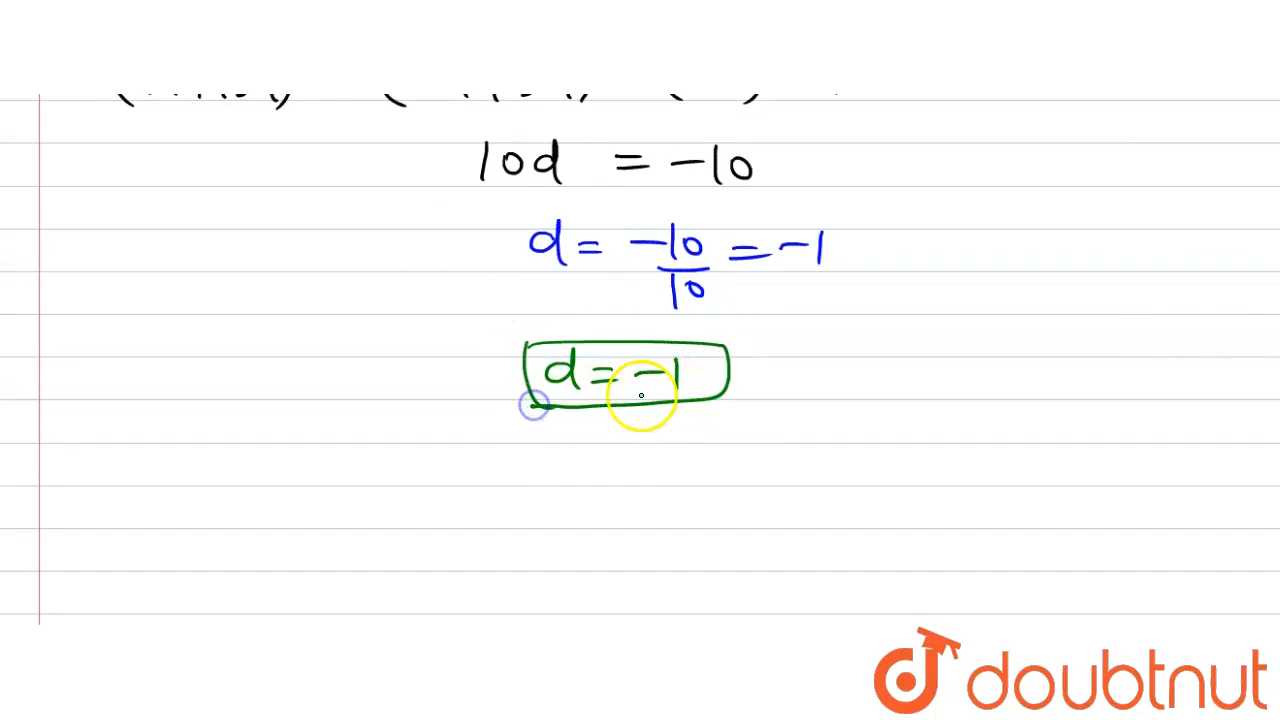 10d = -10
d = -10/10 = -1
d = -1
doubtnut